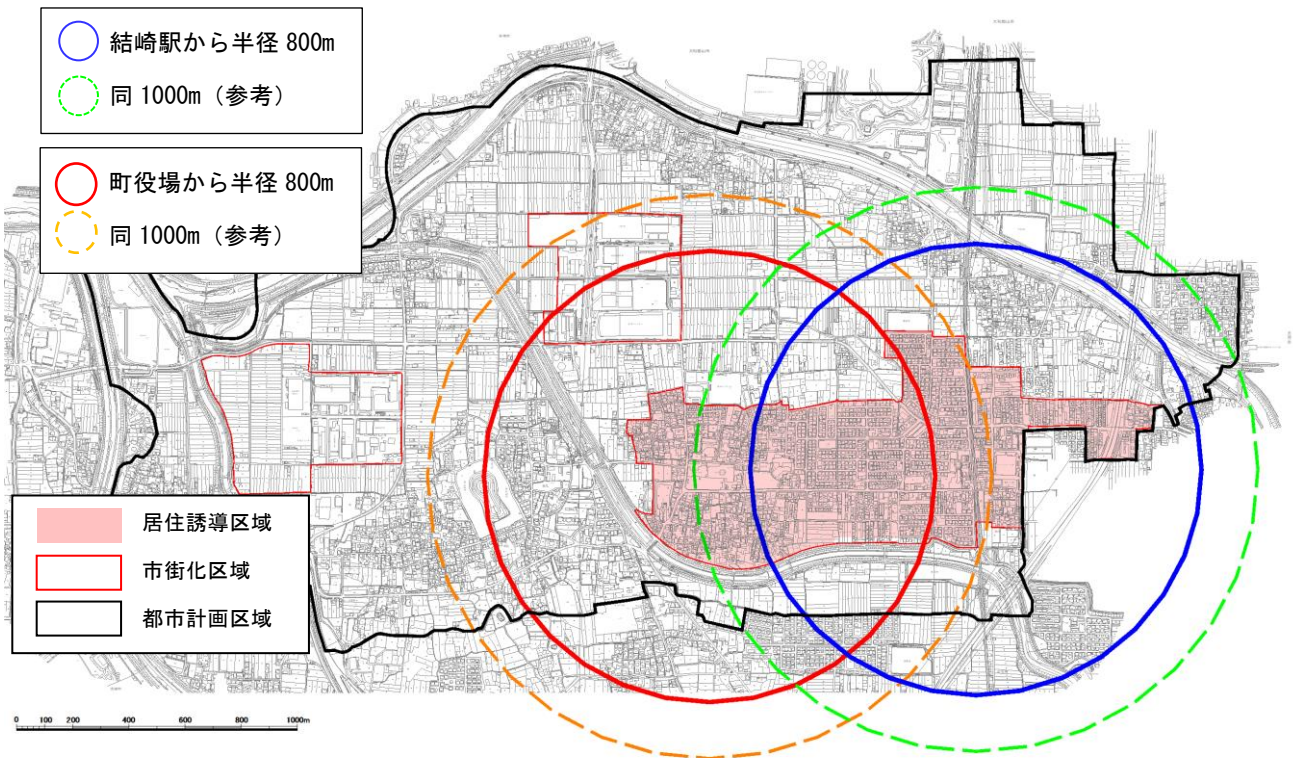 結崎駅から半径 800m
同 1000m（参考）
町役場から半径 800m
同 1000m（参考）
居住誘導区域
市街化区域
都市計画区域
0 100 200 400 600 800 1000m